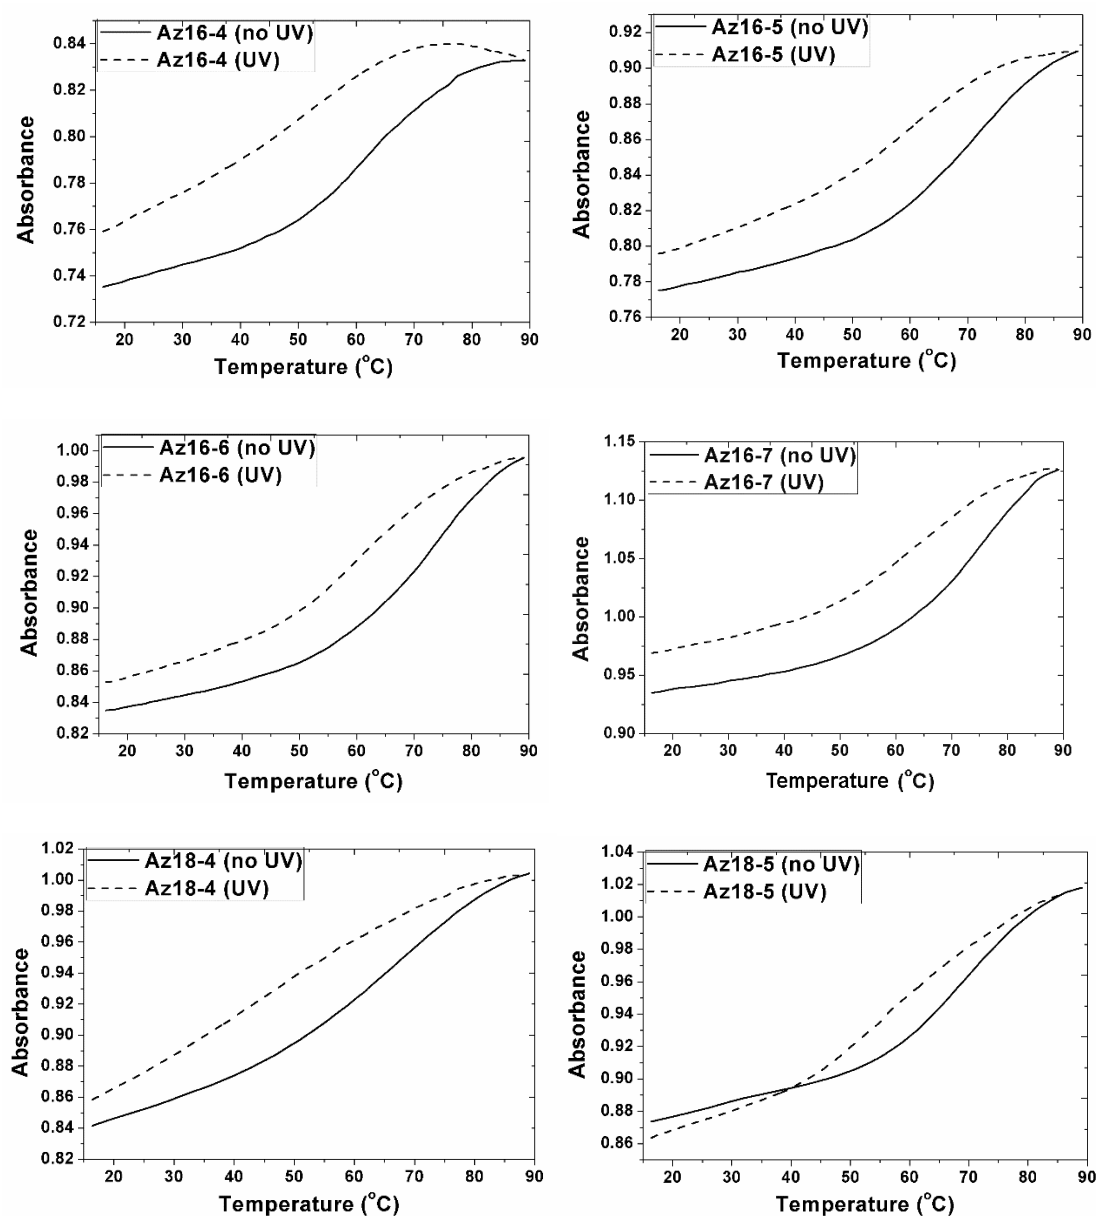 Az16-4 (no UV)
Az16-4 (UV)
0.84
0.82
0.80
0.78
0.76
0.74
0.72
Absorbance
20 30 40 50 60 70 80 90
Temperature (°C)
Az16-5 (no UV)
Az16-5 (UV)
0.92
0.90
0.88
0.86
0.84
0.82
0.80
0.78
0.76
Absorbance
20 30 40 50 60 70 80 90
Temperature (°C)
Az16-6 (no UV)
Az16-6 (UV)
1.00
0.98
0.96
0.94
0.92
0.90
0.88
0.86
0.84
0.82
Absorbance
20 30 40 50 60 70 80 90
Temperature (°C)
Az16-7 (no UV)
Az16-7 (UV)
1.15
1.10
1.05
1.00
0.95
0.90
Absorbance
20 30 40 50 60 70 80 90
Temperature (°C)
Az18-4 (no UV)
Az18-4 (UV)
1.02
1.00
0.98
0.96
0.94
0.92
0.90
0.88
0.86
0.84
0.82
Absorbance
20 30 40 50 60 70 80 90
Temperature (°C)
Az18-5 (no UV)
Az18-5 (UV)
1.04
1.02
1.00
0.98
0.96
0.94
0.92
0.90
0.88
0.86
Absorbance
20 30 40 50 60 70 80 90
Temperature (°C)